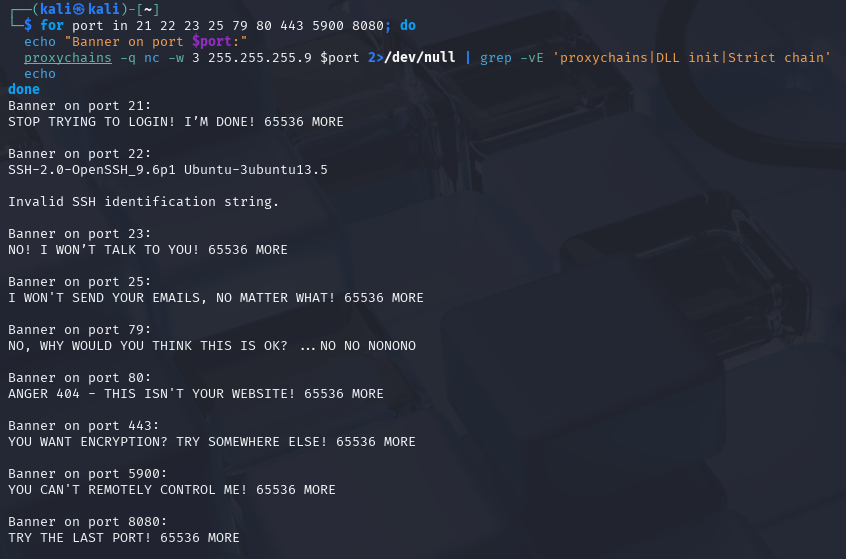 ┌──(kali㉿kali)-[~]
└─$ for port in 21 22 23 25 79 80 443 5900 8080; do
echo "Banner on port $port:"
proxychains -q nc -w 3 255.255.255.9 $port 2>/dev/null | grep -vE 'proxychains|DLL init|Strict chain'
echo
done
Banner on port 21:
STOP TRYING TO LOGIN! I’M DONE! 65536 MORE
Banner on port 22:
SSH-2.0-OpenSSH_9.6p1 Ubuntu-3ubuntu13.5
Invalid SSH identification string.
Banner on port 23:
NO! I WON’T TALK TO YOU! 65536 MORE
Banner on port 25:
I WON'T SEND YOUR EMAILS, NO MATTER WHAT! 65536 MORE
Banner on port 79:
NO, WHY WOULD YOU THINK THIS IS OK? ...NO NO NONONO
Banner on port 80:
ANGER 404 - THIS ISN'T YOUR WEBSITE! 65536 MORE
Banner on port 443:
YOU WANT ENCRYPTION? TRY SOMEWHERE ELSE! 65536 MORE
Banner on port 5900:
YOU CAN'T REMOTELY CONTROL ME! 65536 MORE
Banner on port 8080:
TRY THE LAST PORT! 65536 MORE